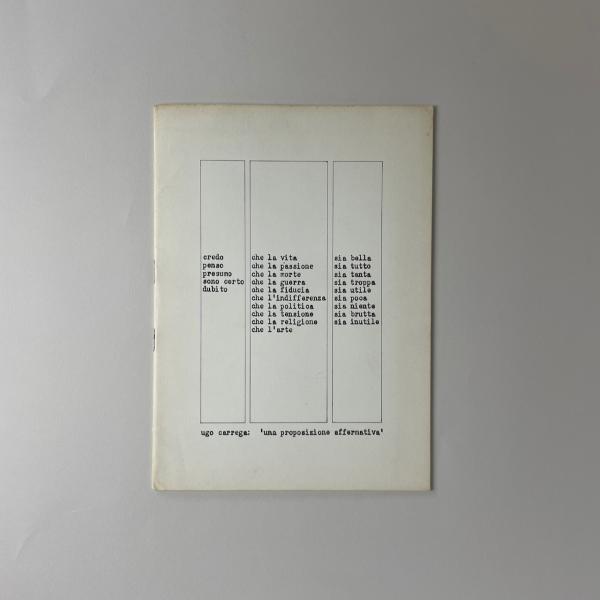 credo
penso
presumo
sono certo
dubito
che la vita
che la passione
che la morte
che la guerra
che la fiducia
che l'indifferenza
che la politica
che la tensione
che la religione
che l'arte
sia bella
sia tutto
sia tanta
sia troppa
sia utile
sia poca
sia niente
sia brutta
sia inutile
ugo carrega: 'una proposizione affermativa'